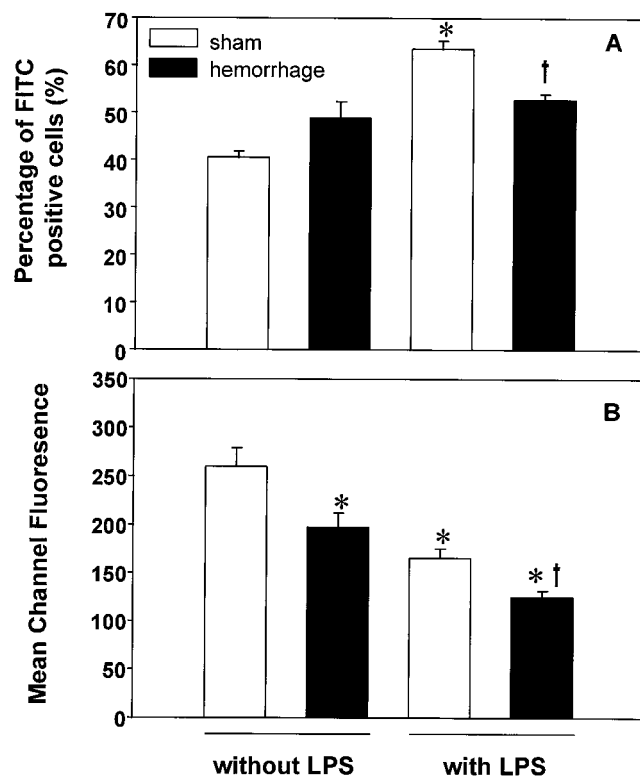 70
60
50
40
30
20
10
0
Percentage of FITC
positive cells (%)
sham
hemorrhage
A
*
†
350
300
250
200
150
100
50
0
Mean Channel Fluoresence
B
*
*
* †
without LPS
with LPS